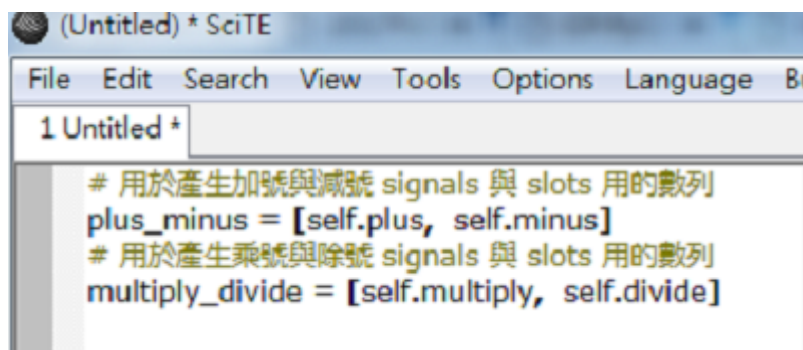 (Untitled) * SciTE
File Edit Search View Tools Options Language
1 Untitled *
# 用於產生加號與減號 signals 與 slots 用的數列
plus_minus = [self.plus, self.minus]
# 用於產生乘號與除號 signals 與 slots 用的數列
multiply_divide = [self.multiply, self.divide]